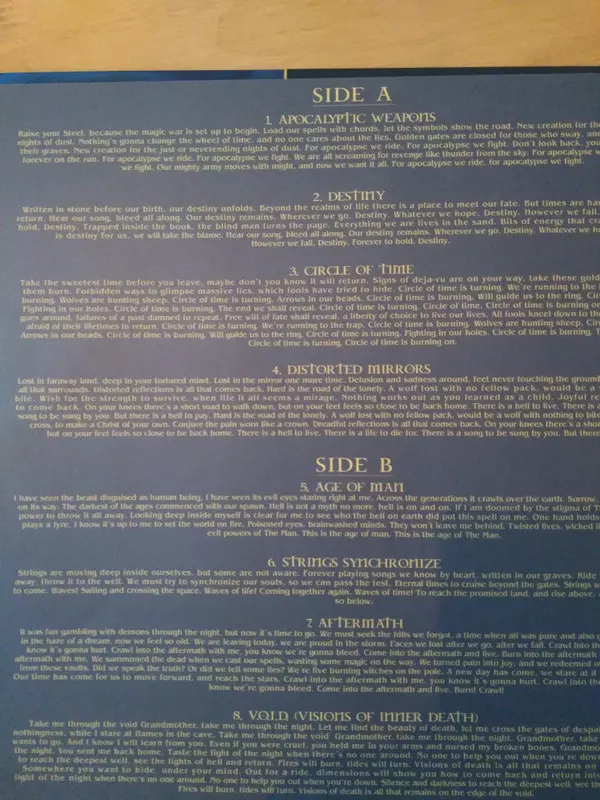 SIDE A
1. APOCALYPTIC WEAPONS
Raise your Steel, because the magic war is set up to begin. Load our spells with chords, let the symbols show the road. New creation for the
nights of dust. Nothing's gonna change the wheel of time, and no one cares about the lies. Golden gates are closed for those who sway, and
their graves. New creation for the just or neverending nights of dust. For apocalypse we ride. For apocalypse we fight. Don't look back, you
forever on the run. For apocalypse we ride. For apocalypse we fight. We are all screaming for revenge like thunder from the sky. For apocalypse w
we fight. Our mighty army moves with might, and now we want it all. For apocalypse we ride, for apocalypse we fight.
2. DESTINY
Written in stone before our birth, our destiny unfolds. Beyond the realms of life there is a place to meet our fate. But times are har
return. Hear our song, bleed all along. Our destiny remains. Wherever we go, Destiny. Whatever we hope, Destiny. However we fall,
hold, Destiny. Trapped inside the book, the blind man turns the page. Everything we are lives in the sand. Bits of energy that cra
is destiny for us, we will take the blame. Hear our song, bleed all along. Our destiny remains. Wherever we go, Destiny. Whatever we ho
However we fall, Destiny. Forever to hold, Destiny.
3. CIRCLE OF TIME
Take the sweetest time before you leave, maybe don't you know it will return. Signs of deja-vu are on your way, take these gold
them burn. Forbidden ways to glimpse massive lies, which fools have tried to hide. Circle of time is turning. We're running to the
burning. Wolves are hunting sheep. Circle of time is turning. Arrows in our heads. Circle of time is burning. Will guide us to the ring. Circ
Fighting in our holes. Circle of time is burning. The end we shall reveal. Circle of time is turning. Circle of time. Circle of time is burning on
goes around, failures of a past damned to repeat. Free will of fate shall reveal, a liberty of choice to live our lives. All fools kneel down to the
afraid of their lifetimes in return. Circle of time is turning. We're running to the trap. Circle of time is burning. Wolves are hunting sheep. Circ
Arrows in our heads. Circle of time is burning. Will guide us to the ring. Circle of time is turning. Fighting in our holes. Circle of time is burning. T
Circle of time is turning, Circle of time is burning on.
4. DISTORTED MIRRORS
Lost in faraway land, deep in your tortured mind. Lost in the mirror one more time. Delusion and sadness around, feet never touching the ground
all that surrounds. Distorted reflections is all that comes back. Hard is the road of the lonely. A wolf lost with no fellow pack, would be a
bite. Wish for the strength to survive, when life it all seems a mirage. Nothing works out as you learned as a child. Joyful re
to come back. On your knees there's a short road to walk down, but on your feet feels so close to be back home. There is a hell to live. There is a
song to be sung by you. But there is a hell to pay. Hard is the road of the lonely. A wolf lost with no fellow pack, would be a wolf with nothing to bite
cross, to make a Christ of your own. Conjure the pain worn like a crown. Dreadful reflections is all that comes back. On your knees there's a shor
but on your feet feels so close to be back home. There is a hell to live. There is a life to die for. There is a song to be sung by you. But there
SIDE B
5. AGE OF MAN
I have seen the beast disguised as human being. I have seen its evil eyes staring right at me. Across the generations it crawls over the earth. Sorrow,
on its way. The darkest of the ages commenced with our spawn. Hell is not a myth no more, hell is on and on. If I am doomed by the stigma of T
power to throw it all away. Looking deep inside myself is clear for me to see who the hell on earth did put this spell on me. One hand holds
plays a lyre. I know it's up to me to set the world on fire. Poisoned eyes, brainwashed minds. They won't leave me behind. Twisted lives, wicked l
evil powers of The Man. This is the age of man. This is the age of The Man.
6. STRINGS SYNCHRONIZE
Strings are moving deep inside ourselves, but some are not aware. Forever playing songs we know by heart, written in our graves. Ride
away, throw it to the well. We must try to synchronize our souls, so we can pass the test. Eternal times to cruise beyond the gates. Strings w
to come. Waves! Sailing and crossing the space. Waves of life! Coming together again. Waves of time! To reach the promised land, and rise above, a
so below.
7. AFTERMATH
It was fun gambling with demons through the night, but now it's time to go. We must seek the hills we forgot, a time when all was pure and also g
in the haze of a dream, now we feel so old. We are leaving today, we are proud in the storm. Faces we lost after we go, after we fall. Crawl into the
know it's gonna hurt. Crawl into the aftermath with me, you know we're gonna bleed. Come into the aftermath and live. Burn into the aftermath
aftermath with me. We summoned the dead when we cast our spells, wasting some magic on the way. We turned pain into joy, and we redeemed ou
from these vaults. Did we speak the truth? Or did we tell some lies? We're five burning witches on the pole. A new day has come, we stare at it
Our time has come for us to move forward, and reach the stars. Crawl into the aftermath with me, you know it's gonna hurt. Crawl into the
know we're gonna bleed. Come into the aftermath and live. Burn! Crawl!
8. V.O.I.D. (VISIONS OF INNER DEATH)
Take me through the void Grandmother, take me through the night. Let me find the beauty of death, let me cross the gates of despai
nothingness, while I stare at flames in the cave. Take me through the void. Grandmother, take me through the night. Grandmother, take
wants to go. And I know I will learn from you. Even if you were cruel, you held me in your arms and nursed my broken bones. Grandmo
the night. You sent me back home. Taste the light of the night when there's no one around. No one to help you out when you're down
to reach the deepest well, see the lights of hell and return. Fires will burn, tides will turn. Visions of death is all that remains on
Somewhere you want to hide, under your mind. Out for a ride, dimensions will show you how to come back and return into
light of the night when there's no one around. No one to help you out when you're down. Silence and darkness to reach the deepest well, see th
Fires will burn, tides will turn. Visions of death is all that remains on the edge of the void.